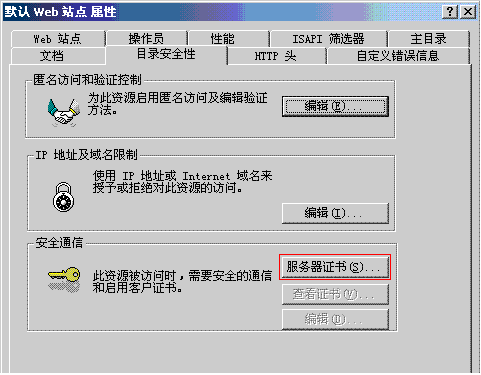 默认 Web 站点 属性
Web 站点 操作员 性能 ISAPI 筛选器 主目录
文档 目录安全性 HTTP 头 自定义错误信息
匿名访问和验证控制
为此资源启用匿名访问及编辑验证
方法。
编辑(E)...
IP 地址及域名限制
使用 IP 地址或 Internet 域名来
授予或拒绝对此资源的访问。
编辑(I)...
安全通信
服务器证书(S)...
此资源被访问时,需要安全的通信
和启用客户证书。
查看证书(V)...
编辑(D)...